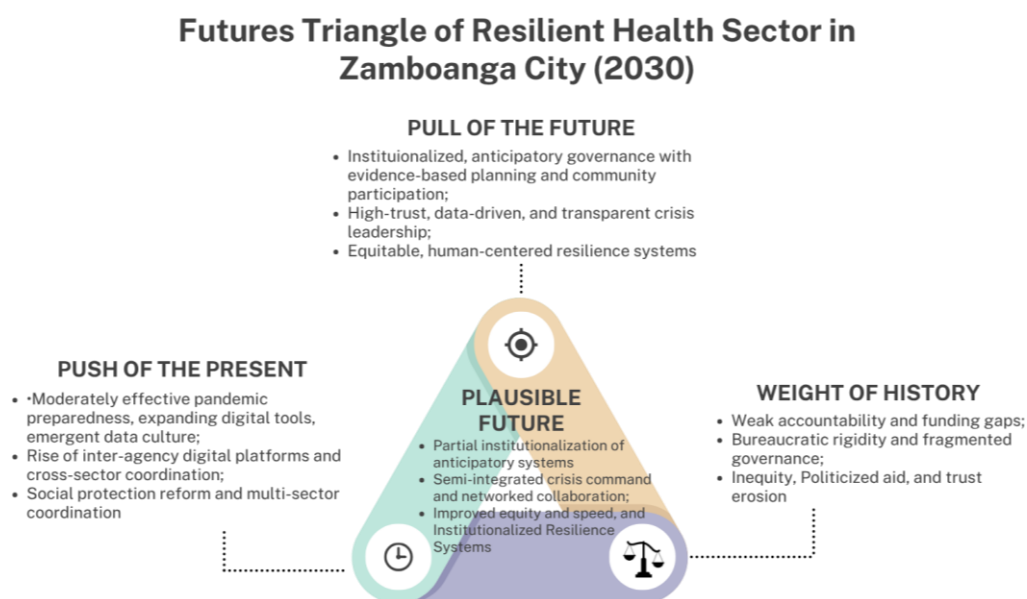 Futures Triangle of Resilient Health Sector in
Zamboanga City (2030)
PULL OF THE FUTURE
• Instituionalized, anticipatory governance with
evidence-based planning and community
participation;
• High-trust, data-driven, and transparent crisis
leadership;
• Equitable, human-centered resilience systems
PUSH OF THE PRESENT
• •Moderately effective pandemic
preparedness, expanding digital tools,
emergent data culture;
• Rise of inter-agency digital platforms and
cross-sector coordination;
• Social protection reform and multi-sector
coordination
PLAUSIBLE
FUTURE
• Partial institutionalization of
anticipatory systems
• Semi-integrated crisis command
and networked collaboration;
• Improved equity and speed, and
Institutionalized Resilience
Systems
WEIGHT OF HISTORY
• Weak accountability and funding gaps;
• Bureaucratic rigidity and fragmented
governance;
• Inequity, Politicized aid, and trust
erosion